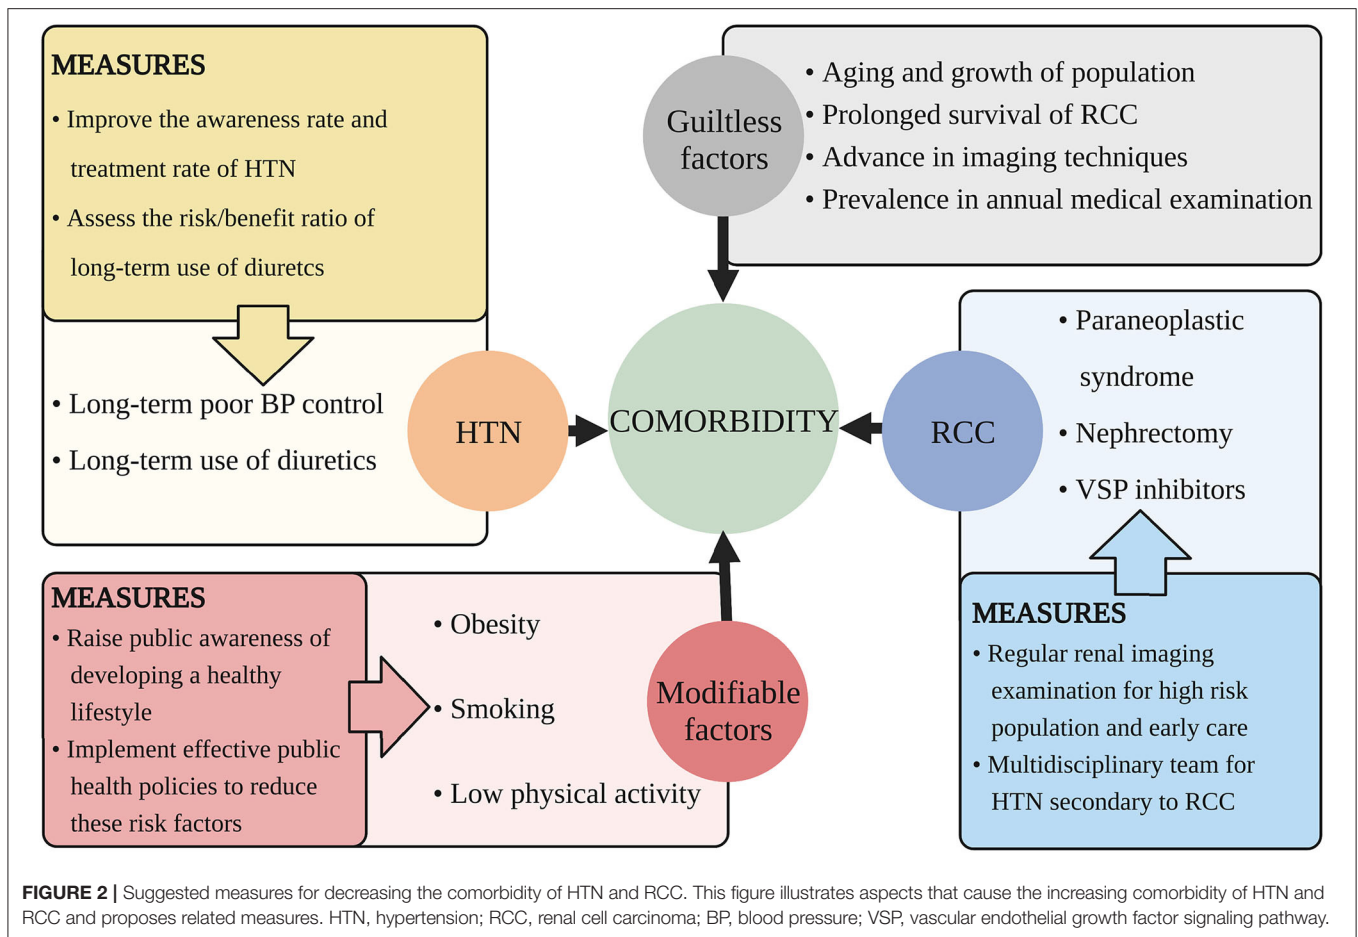 MEASURES
• Improve the awareness rate and
treatment rate of HTN
• Assess the risk/benefit ratio of
long-term use of diuretcs
• Long-term poor BP control
• Long-term use of diuretics
HTN
Guiltless
factors
• Aging and growth of population
• Prolonged survival of RCC
• Advance in imaging techniques
• Prevalence in annual medical examination
COMORBIDITY
RCC
• Paraneoplastic
syndrome
• Nephrectomy
• VSP inhibitors
MEASURES
• Raise public awareness of
developing a healthy
lifestyle
• Implement effective public
health policies to reduce
these risk factors
• Obesity
• Smoking
• Low physical activity
Modifiable
factors
MEASURES
• Regular renal imaging
examination for high risk
population and early care
• Multidisciplinary team for
HTN secondary to RCC
FIGURE 2 | Suggested measures for decreasing the comorbidity of HTN and RCC. This figure illustrates aspects that cause the increasing comorbidity of HTN and
RCC and proposes related measures. HTN, hypertension; RCC, renal cell carcinoma; BP, blood pressure; VSP, vascular endothelial growth factor signaling pathway.